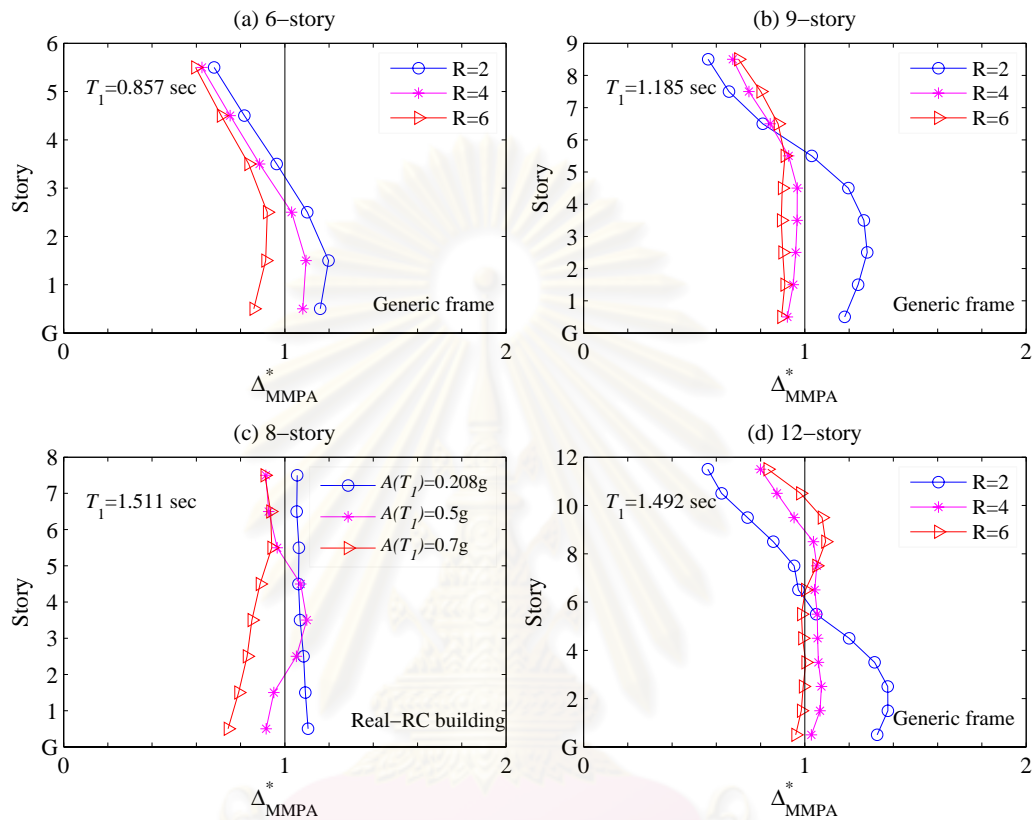 (a) 6−story
6
5
4
3
2
1
G
Story
T1=0.857 sec
R=2
R=4
R=6
Generic frame
0
1
2
Δ*MMPA
(b) 9−story
9
8
7
6
5
4
3
2
1
G
Story
T1=1.185 sec
R=2
R=4
R=6
Generic frame
0
1
2
Δ*MMPA
(c) 8−story
8
7
6
5
4
3
2
1
G
Story
T1=1.511 sec
A(T1)=0.208g
A(T1)=0.5g
A(T1)=0.7g
Real−RC building
0
1
2
Δ*MMPA
(d) 12−story
12
10
8
6
4
2
G
Story
T1=1.492 sec
R=2
R=4
R=6
Generic frame
0
1
2
Δ*MMPA